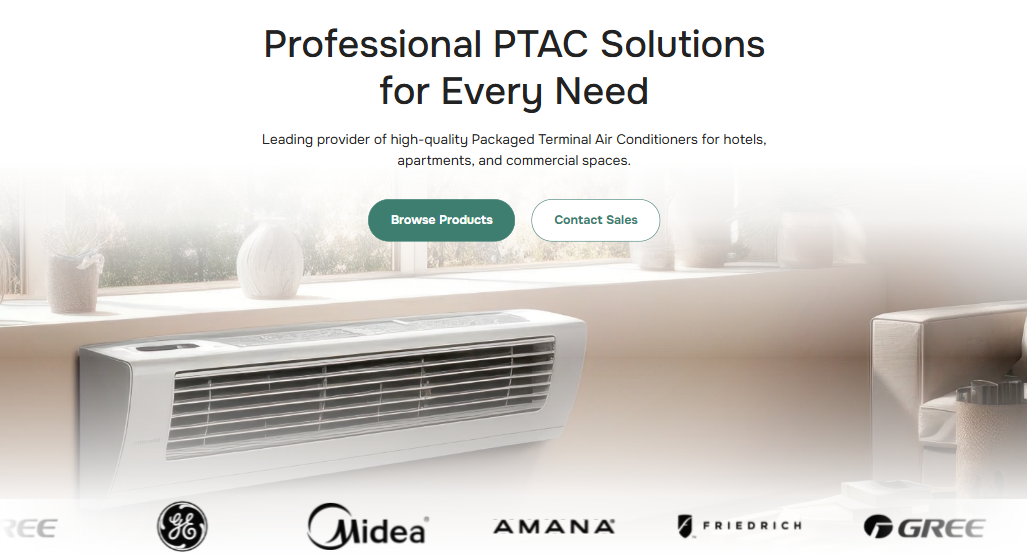 Professional PTAC Solutions
for Every Need
Leading provider of high-quality Packaged Terminal Air Conditioners for hotels,
apartments, and commercial spaces.
Browse Products
Contact Sales
REE
GE
Midea
AMANA
FRIEDRICH
GREE